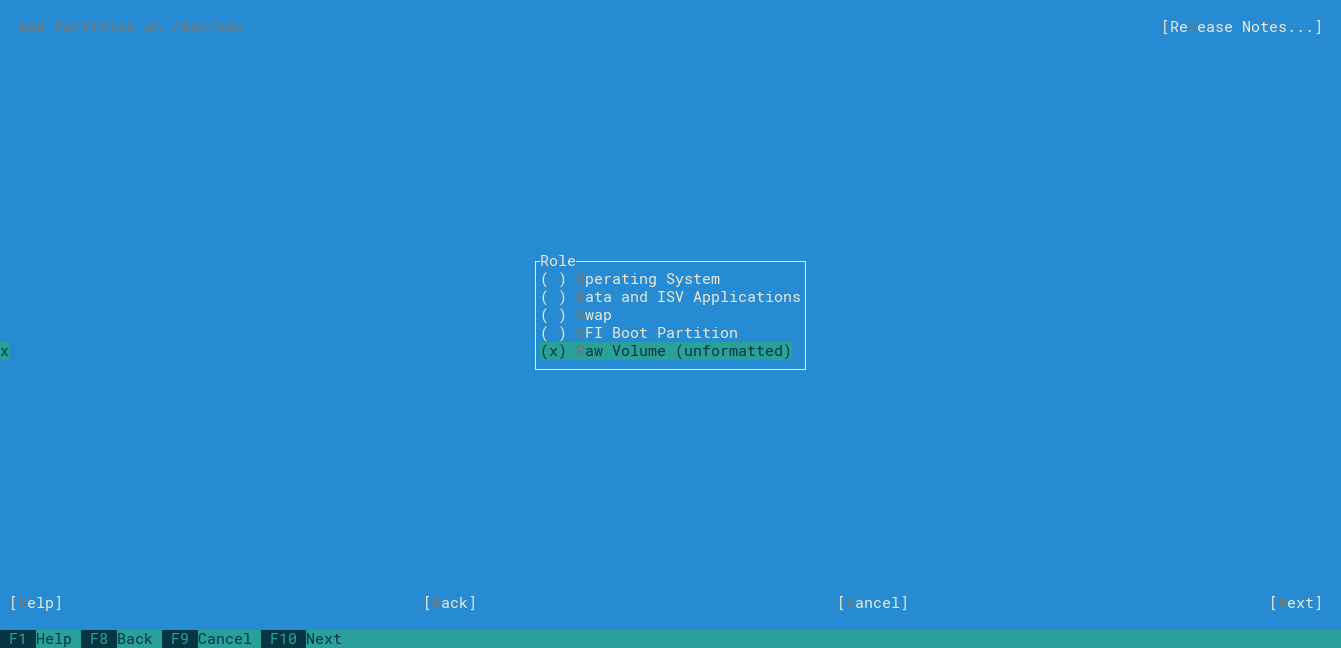 Add Partition on /dev/vdb [Release Notes...]
Role
( ) Operating System
( ) Data and ISV Applications
( ) Swap
( ) EFI Boot Partition
x (x) Raw Volume (unformatted)
[Help] [Back] [Cancel] [Next]
F1 Help F8 Back F9 Cancel F10 Next